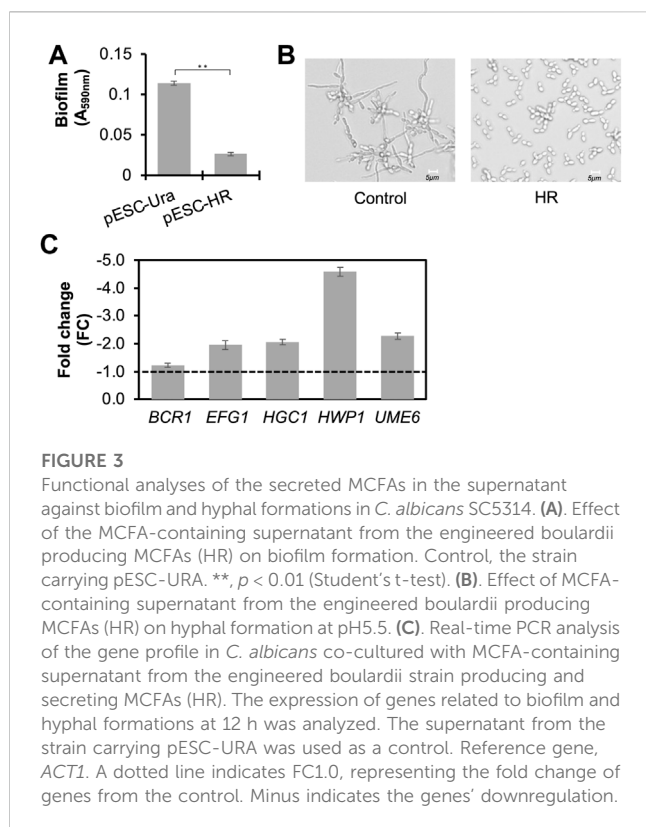 A
B
Biofilm
(A590nm)
0.15
0.1
0.05
0
**
pESC-Ura
pESC-HR
5μm
5μm
Control
HR
C
Fold change
(FC)
-5.0
-4.0
-3.0
-2.0
-1.0
0.0
BCR1 EFG1 HGC1 HWP1 UME6
FIGURE 3
Functional analyses of the secreted MCFAs in the supernatant
against biofilm and hyphal formations in C. albicans SC5314. (A). Effect
of the MCFA-containing supernatant from the engineered boulardii
producing MCFAs (HR) on biofilm formation. Control, the strain
carrying pESC-URA. **, p < 0.01 (Student's t-test). (B). Effect of MCFA-
containing supernatant from the engineered boulardii producing
MCFAs (HR) on hyphal formation at pH5.5. (C). Real-time PCR analysis
of the gene profile in C. albicans co-cultured with MCFA-containing
supernatant from the engineered boulardii strain producing and
secreting MCFAs (HR). The expression of genes related to biofilm and
hyphal formations at 12 h was analyzed. The supernatant from the
strain carrying pESC-URA was used as a control. Reference gene,
ACT1. A dotted line indicates FC1.0, representing the fold change of
genes from the control. Minus indicates the genes' downregulation.